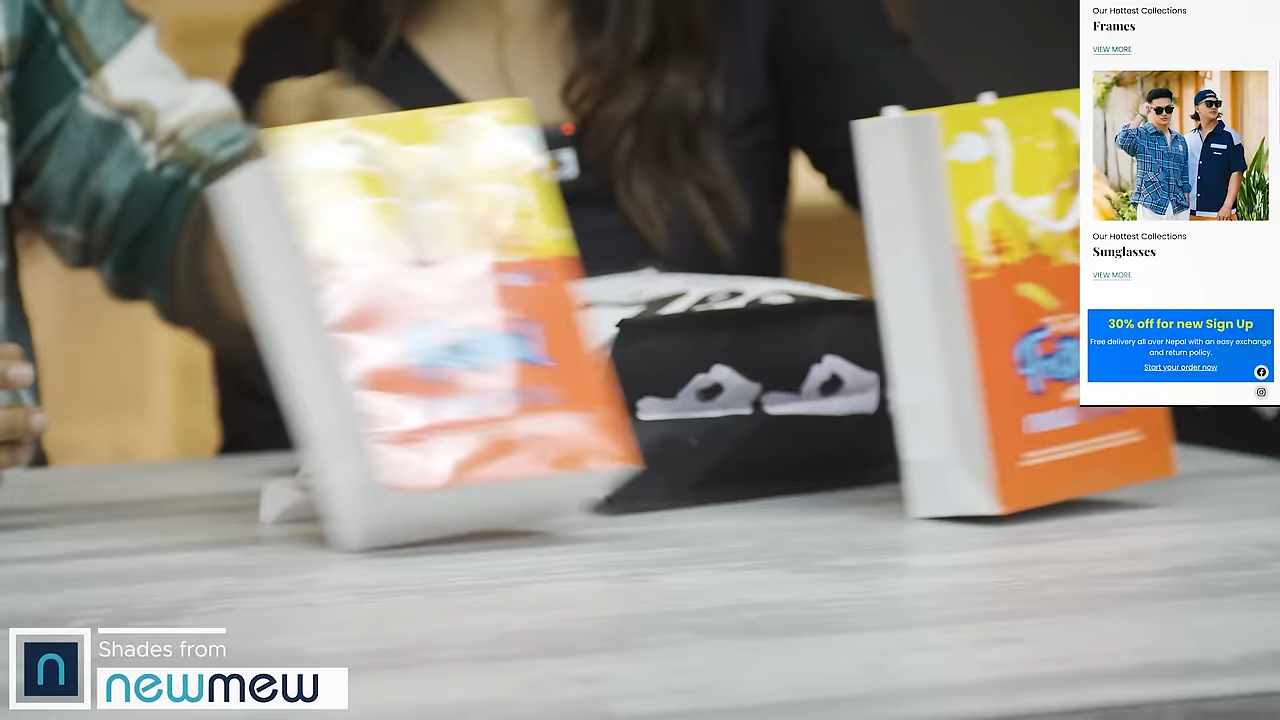 Our Hottest Collections
Frames
VIEW MORE
Our Hottest Collections
Sunglasses
VIEW MORE
30% off for new Sign Up
Free delivery all over Nepal with an easy exchange
and return policy.
Start your order now
Shades from
n
newmew